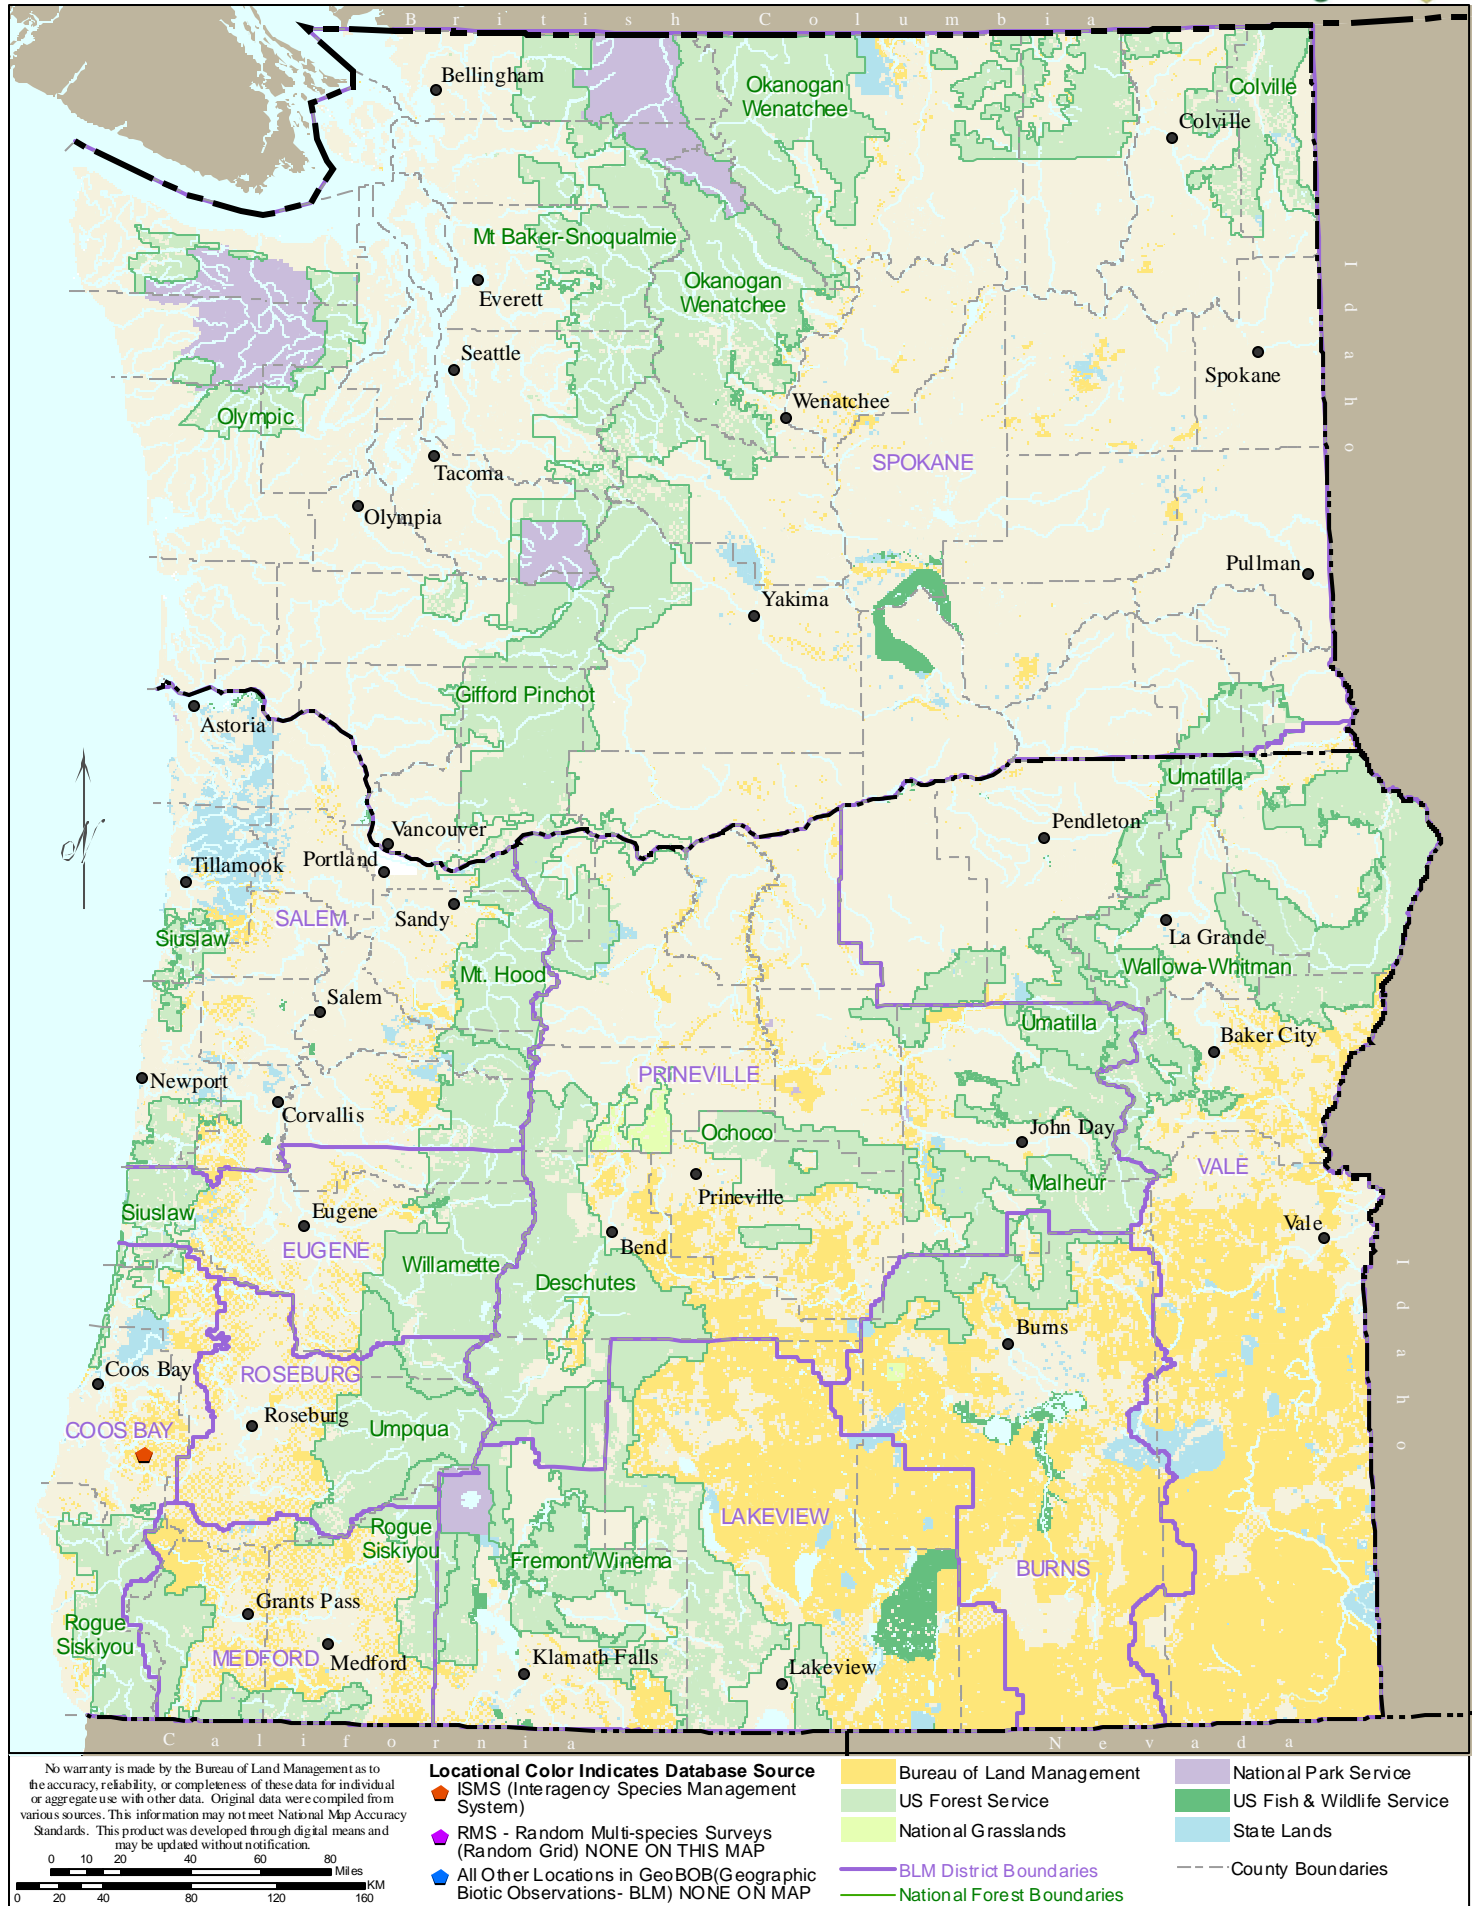 British Columbia
Bellingham
Okanogan
Wenatchee
Colville
Colville
Mt Baker-Snoqualmie
Okanogan
Wenatchee
Everett
Idaho
Seattle
Spokane
Wenatchee
Olympic
SPOKANE
Tacoma
Olympia
Pullman
Yakima
Gifford Pinchot
Astoria
Umatilla
Vancouver
Pendleton
Portland
Tillamook
N
Sandy
SALEM
La Grande
Siuslaw
Wallowa-Whitman
Mt. Hood
Salem
Umatilla
Baker City
PRINEVILLE
Newport
Corvallis
John Day
Ochoco
VALE
Malheur
Prineville
Siuslaw
Eugene
Vale
EUGENE
Bend
Willamette
Deschutes
Idaho
Burns
Coos Bay
ROSEBURG
Roseburg
Umpqua
COOS BAY
LAKEVIEW
Rogue
Siskiyou
Fremont/Winema
BURNS
Grants Pass
Rogue
Siskiyou
MEDFORD
Medford
Klamath Falls
Lakeview
California
Nevada
No warranty is made by the Bureau of Land Management as to
the accuracy, reliability, or completeness of these data for individual
or aggregate use with other data. Original data were compiled from
various sources. This information may not meet National Map Accuracy
Standards. This product was developed through digital means and
may be updated without notification.
0 10 20 40 60 80
Miles
KM
0 20 40 80 120 160
Locational Color Indicates Database Source
ISMS (Interagency Species Management
System)
RMS - Random Multi-species Surveys
(Random Grid) NONE ON THIS MAP
All Other Locations in GeoBOB(Geographic
Biotic Observations- BLM) NONE ON MAP
Bureau of Land Management
US Forest Service
National Grasslands
BLM District Boundaries
National Forest Boundaries
National Park Service
US Fish & Wildlife Service
State Lands
County Boundaries